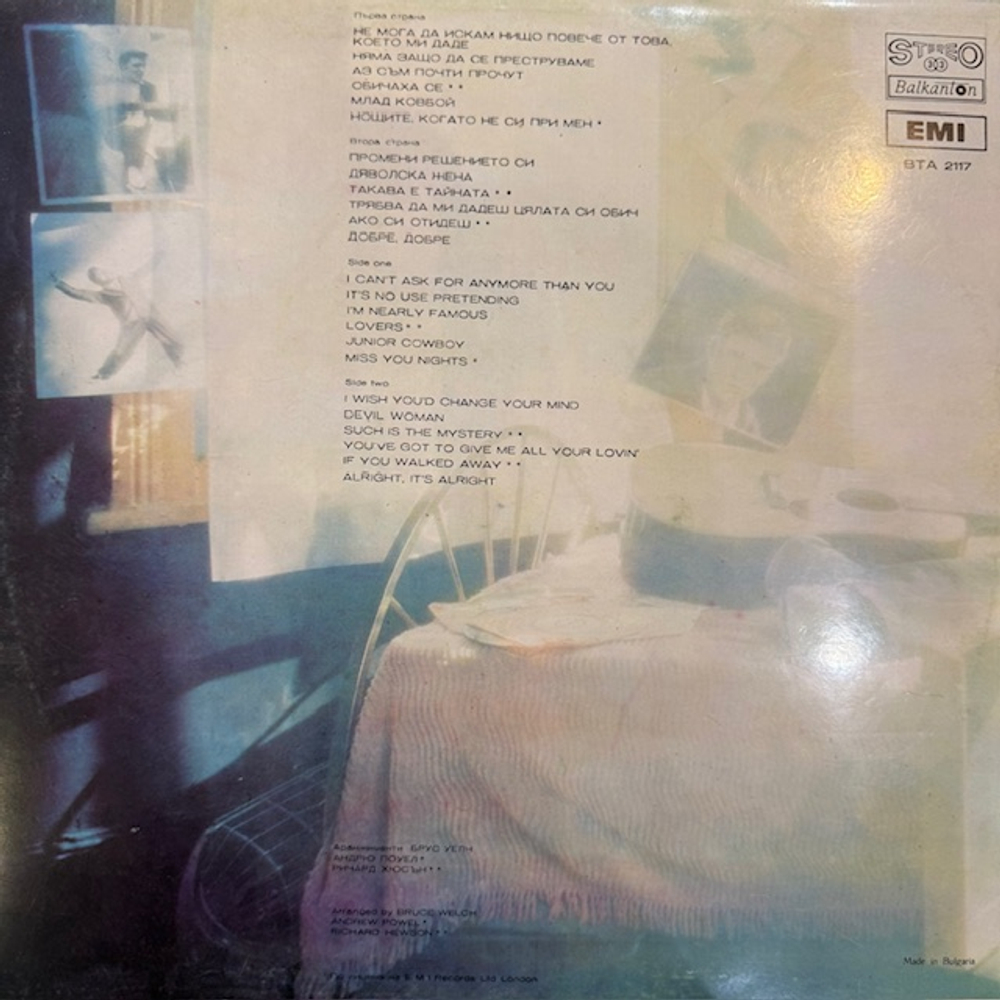 Първа страна
НЕ МОГА ДА ИСКАМ НИЩО ПОВЕЧЕ ОТ ТОВА,
КОЕТО МИ ДАДЕ
НЯМА ЗАЩО ДА СЕ ПРЕСТРУВАМЕ
АЗ СЪМ ПОЧТИ ПРОЧУТ
ОБИЧАХА СЕ * *
МЛАД КОВБОЙ
НОЩИТЕ, КОГАТО НЕ СИ ПРИ МЕН *
Втора страна
ПРОМЕНИ РЕШЕНИЕТО СИ
ДЯВОЛСКА ЖЕНА
ТАКАВА Е ТАЙНАТА * *
ТРЯБВА ДА МИ ДАДЕШ ЦЯЛАТА СИ ОБИЧ
АКО СИ ОТИДЕШ * *
ДОБРЕ, ДОБРЕ
Side one
I CAN'T ASK FOR ANYMORE THAN YOU
IT'S NO USE PRETENDING
I'M NEARLY FAMOUS
LOVERS * *
JUNIOR COWBOY
MISS YOU NIGHTS *
Side two
I WISH YOU'D CHANGE YOUR MIND
DEVIL WOMAN
SUCH IS THE MYSTERY * *
YOU'VE GOT TO GIVE ME ALL YOUR LOVIN'
IF YOU WALKED AWAY * *
ALRIGHT, IT'S ALRIGHT
STEREO
33
Balkanton
EMI
ВТА 2117
Аранжименти БРУС УЕЛЧ
АНДРЮ ПОУЕЛ *
РИЧАРД ХЮСЪН * *
Arranged by BRUCE WELCH
ANDREW POWEL *
RICHARD HEWSON * *
E M I Records Ltd London
Made in Bulgaria